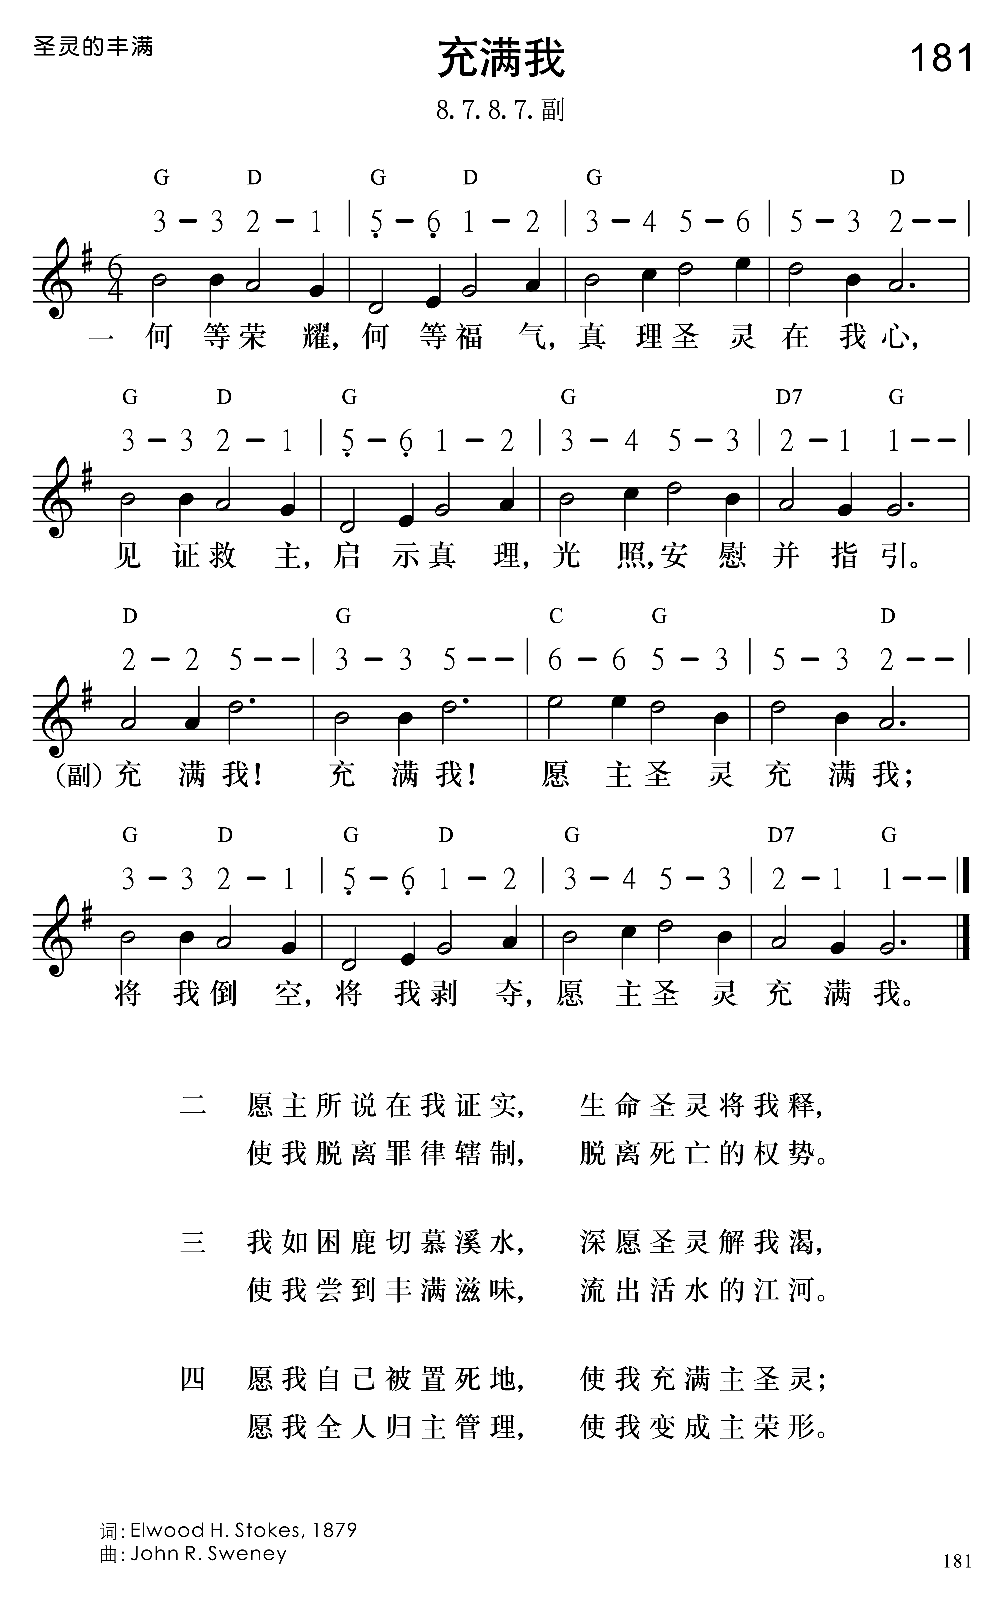 圣灵的丰满
充满我
181
8. 7. 8. 7. 副
G D G D G D
3 - 3 2 - 1 | 5̣ - 6̣ 1 - 2 | 3 - 4 5 - 6 | 5 - 3 2 - - |
6
4
一 何等荣耀，何等福气，真理圣灵在我心，
G D G G D7 G
3 - 3 2 - 1 | 5̣ - 6̣ 1 - 2 | 3 - 4 5 - 3 | 2 - 1 1 - - |
见证救主，启示真理，光照，安慰并指引。
D G C G D
2 - 2 5 - - | 3 - 3 5 - - | 6 - 6 5 - 3 | 5 - 3 2 - - |
（副）充满我！充满我！愿主圣灵充满我；
G D G D G D7 G
3 - 3 2 - 1 | 5̣ - 6̣ 1 - 2 | 3 - 4 5 - 3 | 2 - 1 1 - - ‖
将我倒空，将我剥夺，愿主圣灵充满我。
二 愿主所说在我证实， 生命圣灵将我释，
使我脱离罪律辖制， 脱离死亡的权势。
三 我如困鹿切慕溪水， 深愿圣灵解我渴，
使我尝到丰满滋味， 流出活水的江河。
四 愿我自己被置死地， 使我充满主圣灵；
愿我全人归主管理， 使我变成主荣形。
词: Elwood H. Stokes, 1879
曲: John R. Sweney
181